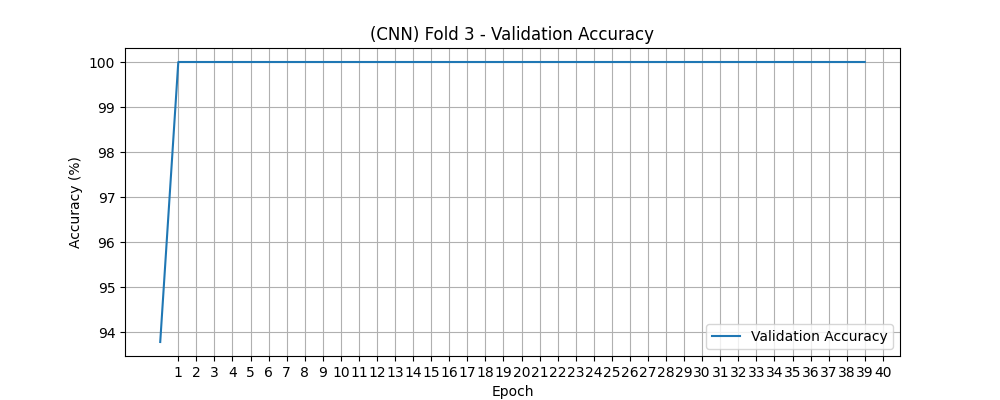 (CNN) Fold 3 - Validation Accuracy
100
99
98
97
96
95
94
Accuracy (%)
Validation Accuracy
1 2 3 4 5 6 7 8 9 10 11 12 13 14 15 16 17 18 19 20 21 22 23 24 25 26 27 28 29 30 31 32 33 34 35 36 37 38 39 40
Epoch